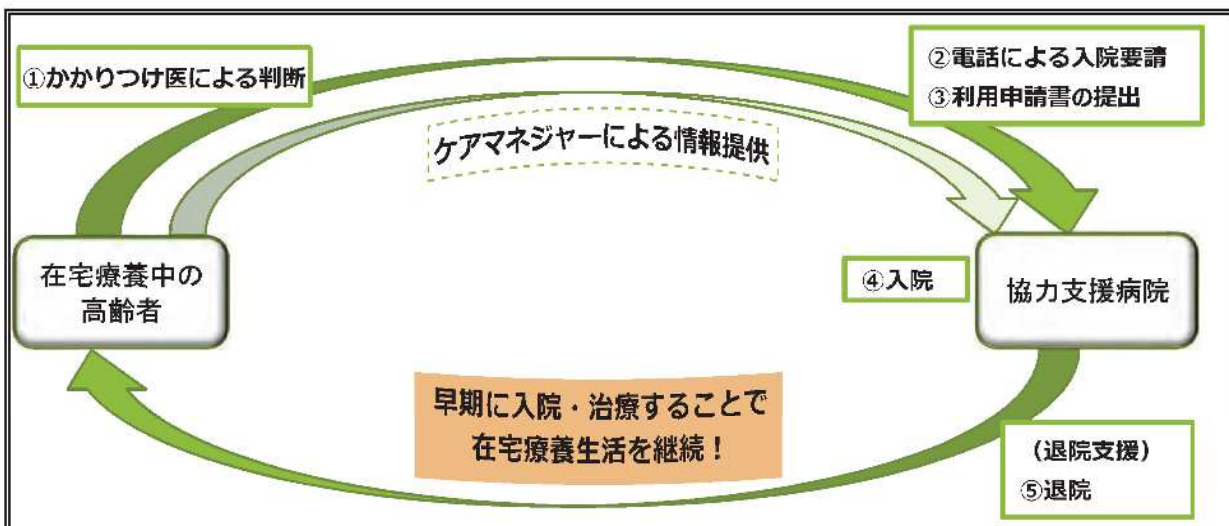 ①かかりつけ医による判断
②電話による入院要請
③利用申請書の提出
ケアマネジャーによる情報提供
在宅療養中の
高齢者
④入院
協力支援病院
早期に入院・治療することで
在宅療養生活を継続！
（退院支援）
⑤退院